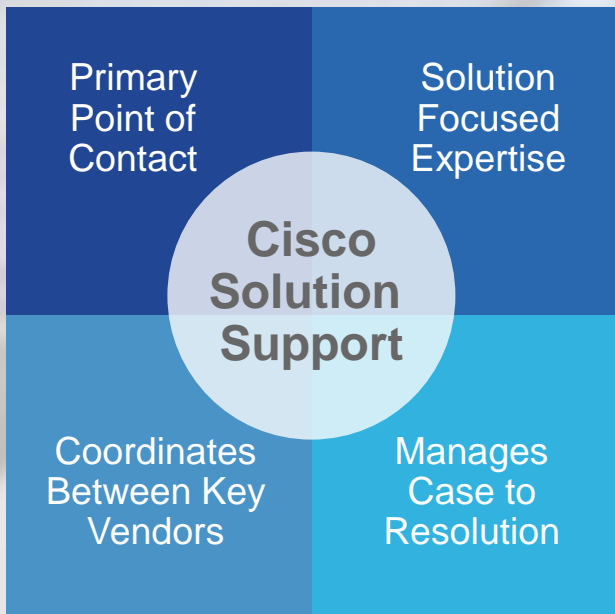 Primary
Point of
Contact
Solution
Focused
Expertise
Cisco
Solution
Support
Coordinates
Between Key
Vendors
Manages
Case to
Resolution